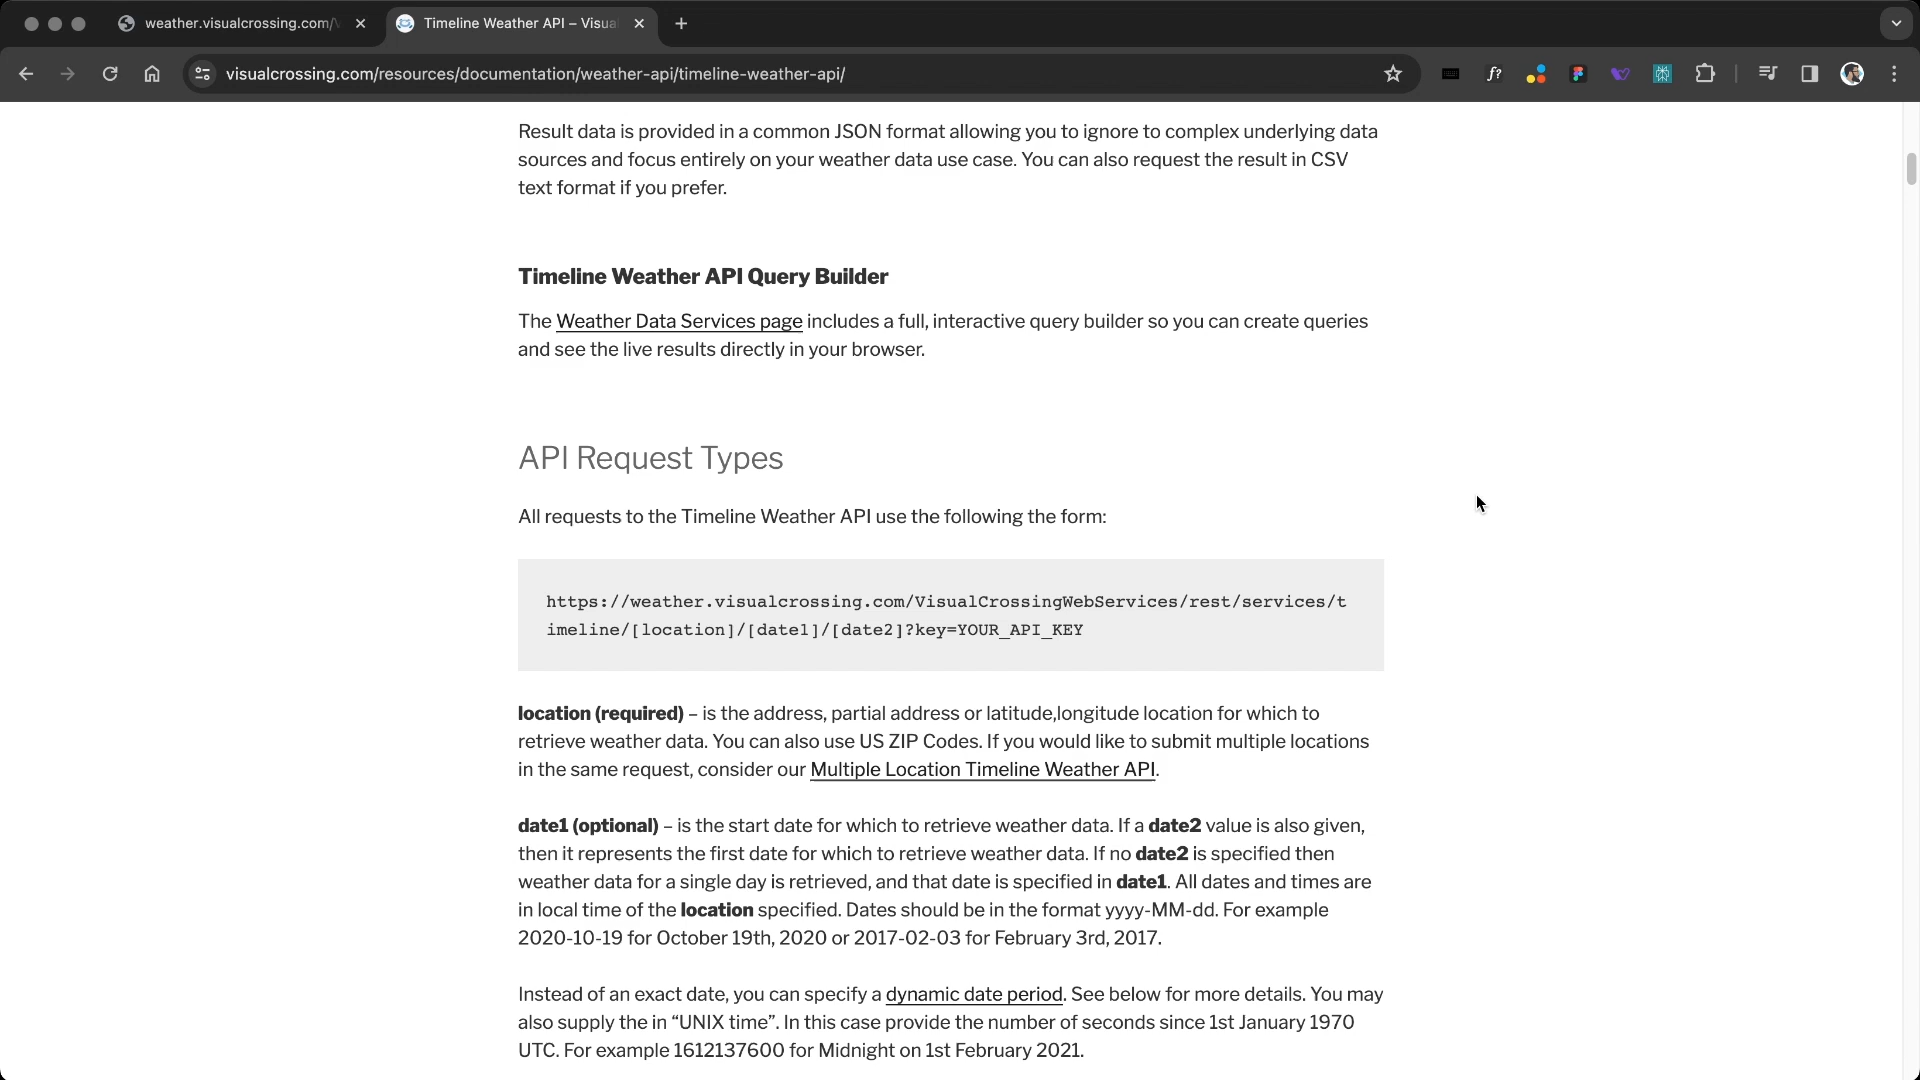 weather.visualcrossing.com/V
Timeline Weather API – Visua
visualcrossing.com/resources/documentation/weather-api/timeline-weather-api/
f?
Result data is provided in a common JSON format allowing you to ignore to complex underlying data
sources and focus entirely on your weather data use case. You can also request the result in CSV
text format if you prefer.
Timeline Weather API Query Builder
The Weather Data Services page includes a full, interactive query builder so you can create queries
and see the live results directly in your browser.
API Request Types
All requests to the Timeline Weather API use the following the form:
https://weather.visualcrossing.com/VisualCrossingWebServices/rest/services/t
imeline/[location]/[date1]/[date2]?key=YOUR_API_KEY
location (required) – is the address, partial address or latitude,longitude location for which to
retrieve weather data. You can also use US ZIP Codes. If you would like to submit multiple locations
in the same request, consider our Multiple Location Timeline Weather API.
date1 (optional) – is the start date for which to retrieve weather data. If a date2 value is also given,
then it represents the first date for which to retrieve weather data. If no date2 is specified then
weather data for a single day is retrieved, and that date is specified in date1. All dates and times are
in local time of the location specified. Dates should be in the format yyyy-MM-dd. For example
2020-10-19 for October 19th, 2020 or 2017-02-03 for February 3rd, 2017.
Instead of an exact date, you can specify a dynamic date period. See below for more details. You may
also supply the in “UNIX time”. In this case provide the number of seconds since 1st January 1970
UTC. For example 1612137600 for Midnight on 1st February 2021.